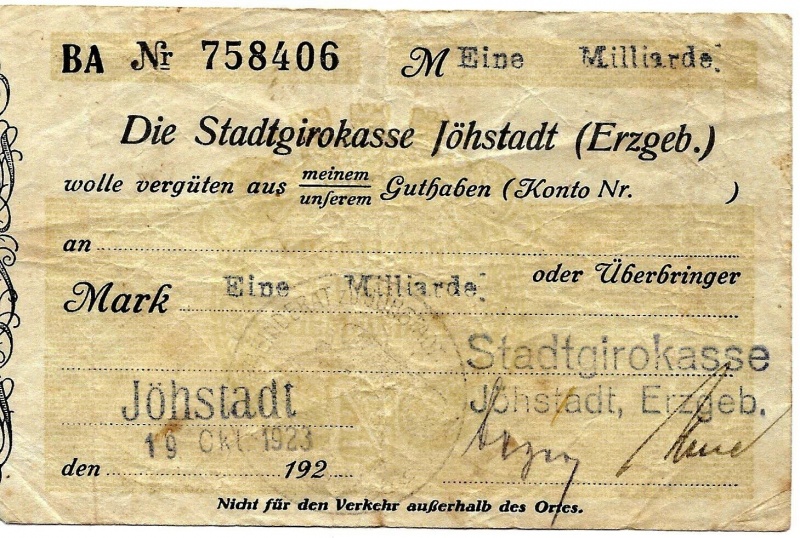 BA Nr 758406 M Eine Milliarde.
Die Stadtgirokasse Jöhstadt (Erzgeb.)
wolle vergüten aus meinem
unserem Guthaben (Konto Nr. )
an
oder Überbringer
Mark Eine Milliarde.
Stadtgirokasse
Jöhstadt, Erzgeb.
Jöhstadt
19 Okt 1923
den 192
Nicht für den Verkehr außerhalb des Ortes.